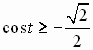 cos t ≥ -√2/2